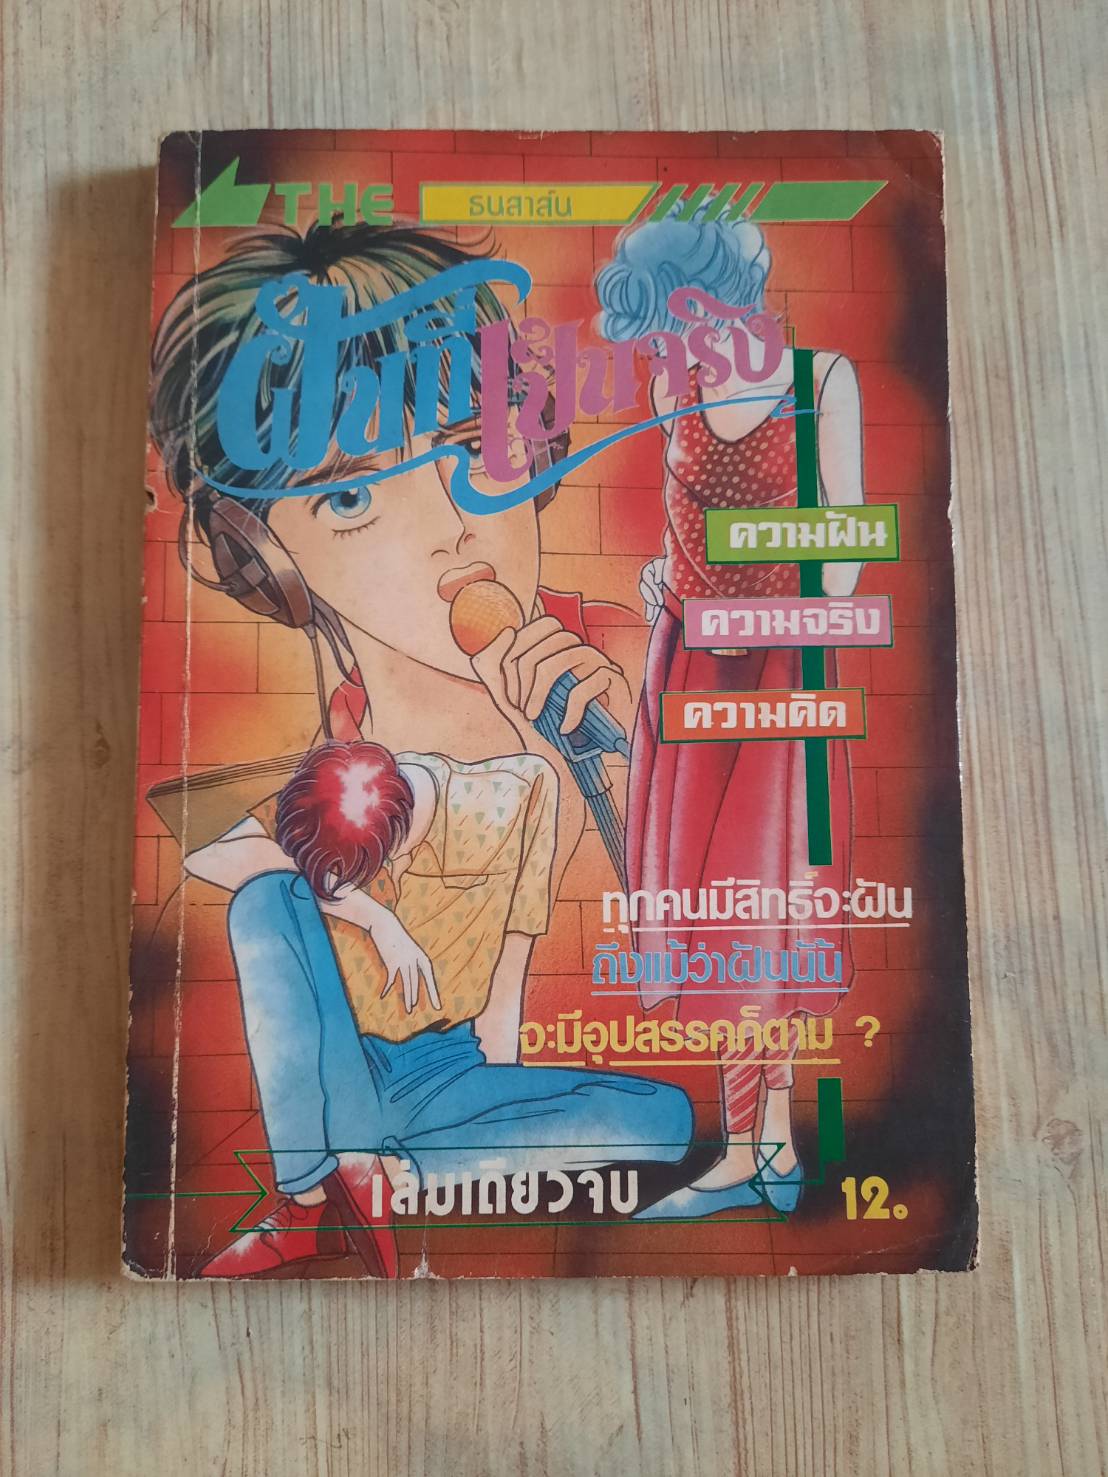 THE ธนสาส์น
ฝันที่เป็นจริง
ความฝัน
ความจริง
ความคิด
ทุกคนมีสิทธิ์จะฝัน
ถึงแม้ว่าฝันนั้น
จะมีอุปสรรคก็ตาม ?
เล่มเดียวจบ
12.